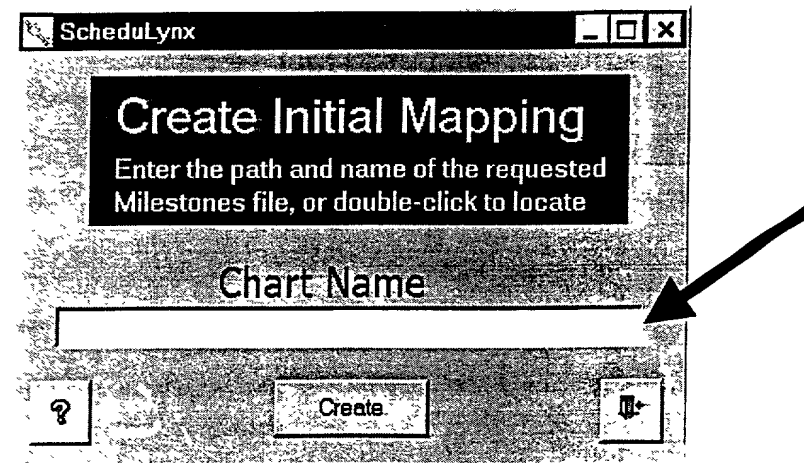 ScheduLynx
Create Initial Mapping
Enter the path and name of the requested
Milestones file, or double-click to locate
Chart Name
?
Create